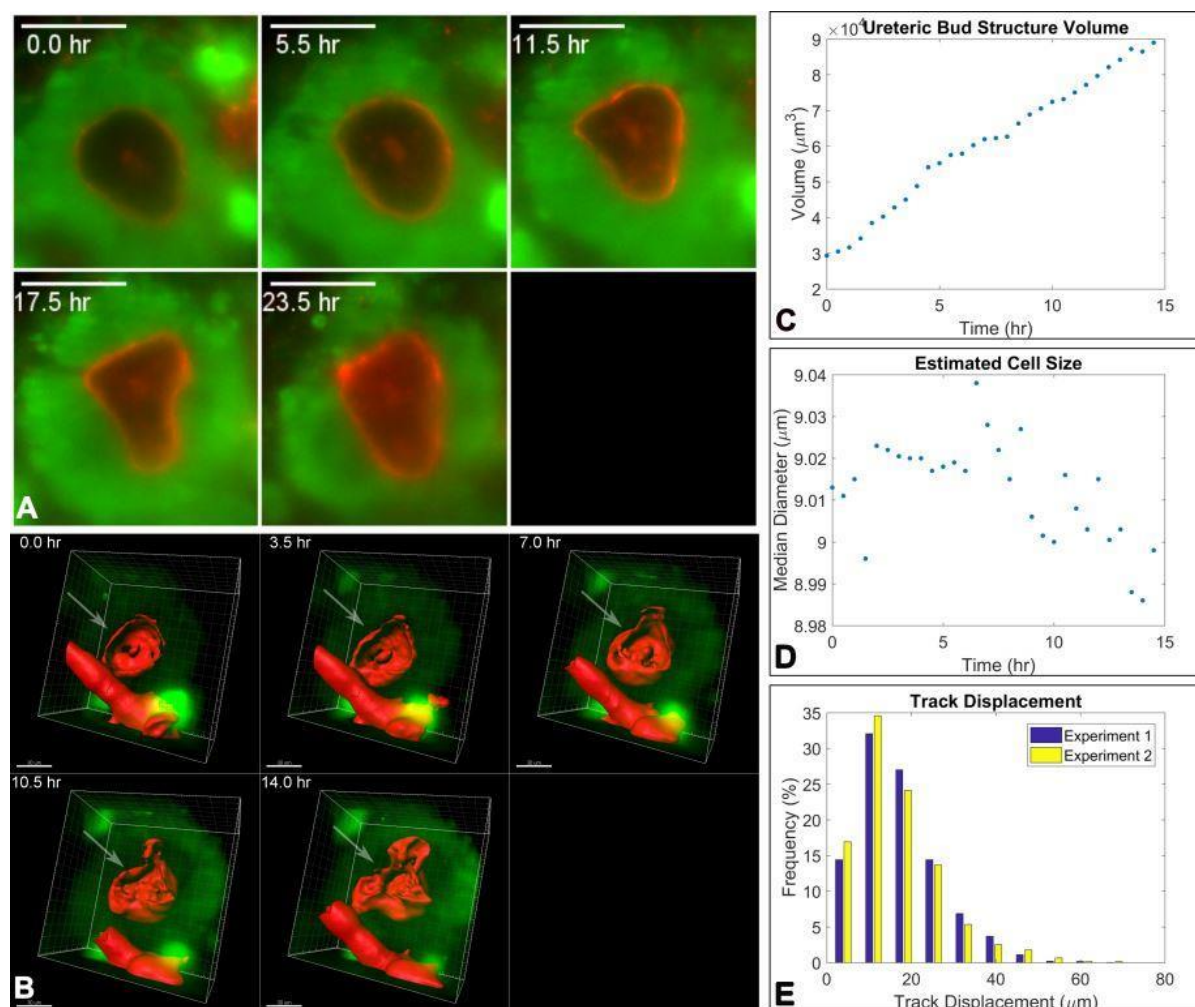 0.0 hr
5.5 hr
11.5 hr
17.5 hr
23.5 hr
A
0.0 hr
3.5 hr
7.0 hr
10.5 hr
14.0 hr
B
×10⁴ Ureteric Bud Structure Volume
9
8
7
6
5
4
3
2
Volume (μm³)
0 5 10 15
Time (hr)
C
Estimated Cell Size
9.04
9.03
9.02
9.01
9
8.99
8.98
Median Diameter (μm)
0 5 10 15
Time (hr)
D
Track Displacement
35
30
25
20
15
10
5
0
Frequency (%)
Experiment 1
Experiment 2
0 20 40 60 80
Track Displacement (μm)
E